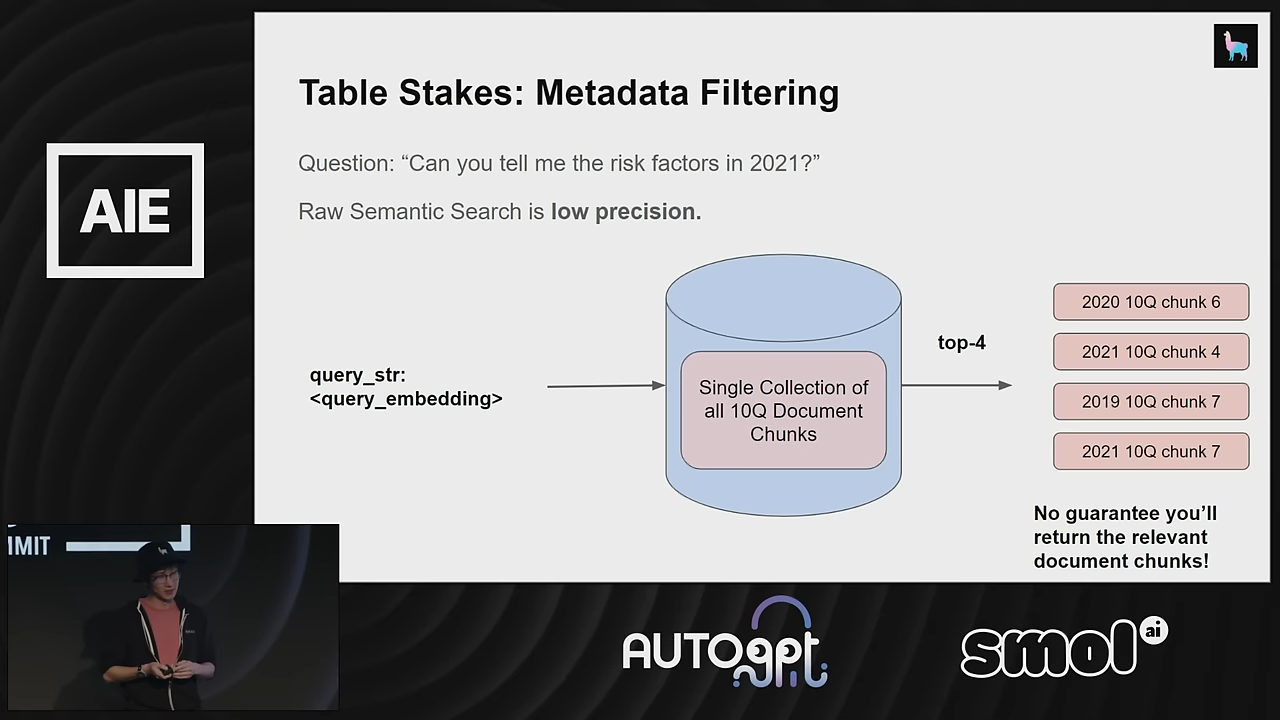 Table Stakes: Metadata Filtering
Question: “Can you tell me the risk factors in 2021?”
Raw Semantic Search is low precision.
AIE
query_str:
<query_embedding>
Single Collection of
all 10Q Document
Chunks
top-4
2020 10Q chunk 6
2021 10Q chunk 4
2019 10Q chunk 7
2021 10Q chunk 7
No guarantee you’ll
return the relevant
document chunks!
MMIT
AUTOgpt
smol ai